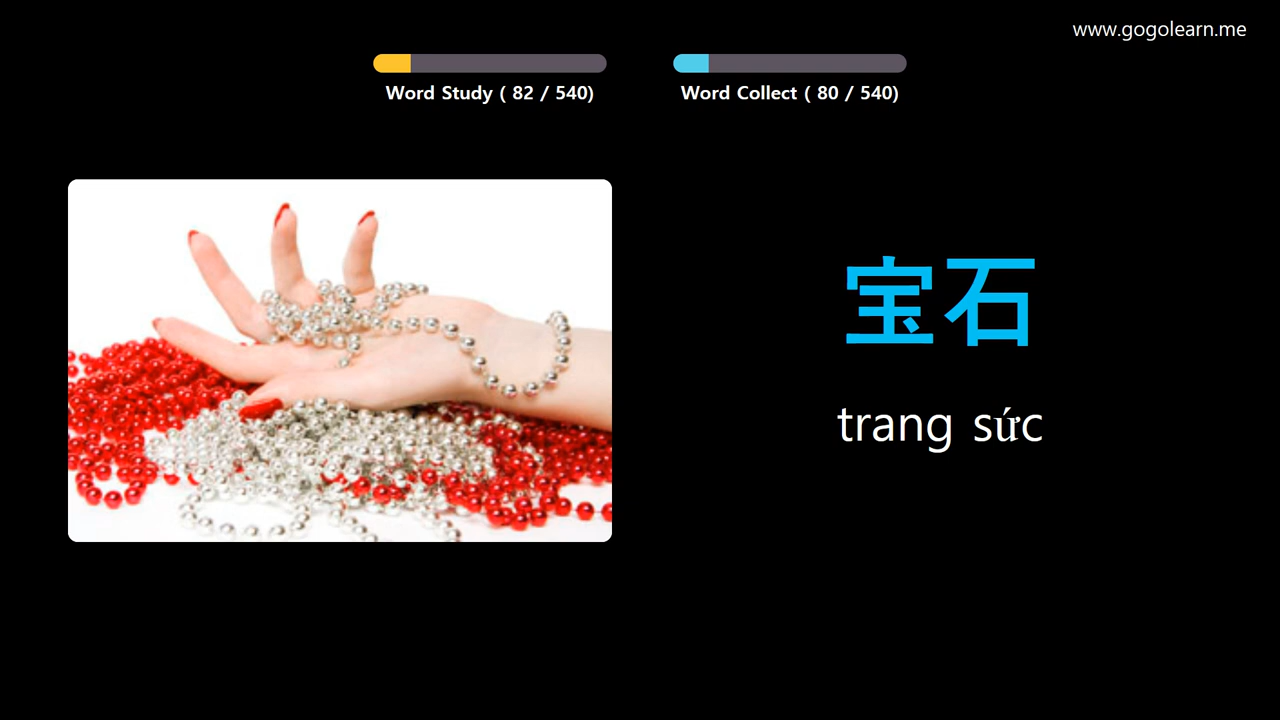 www.gogolearn.me
Word Study ( 82 / 540)
Word Collect ( 80 / 540)
宝石
trang sức